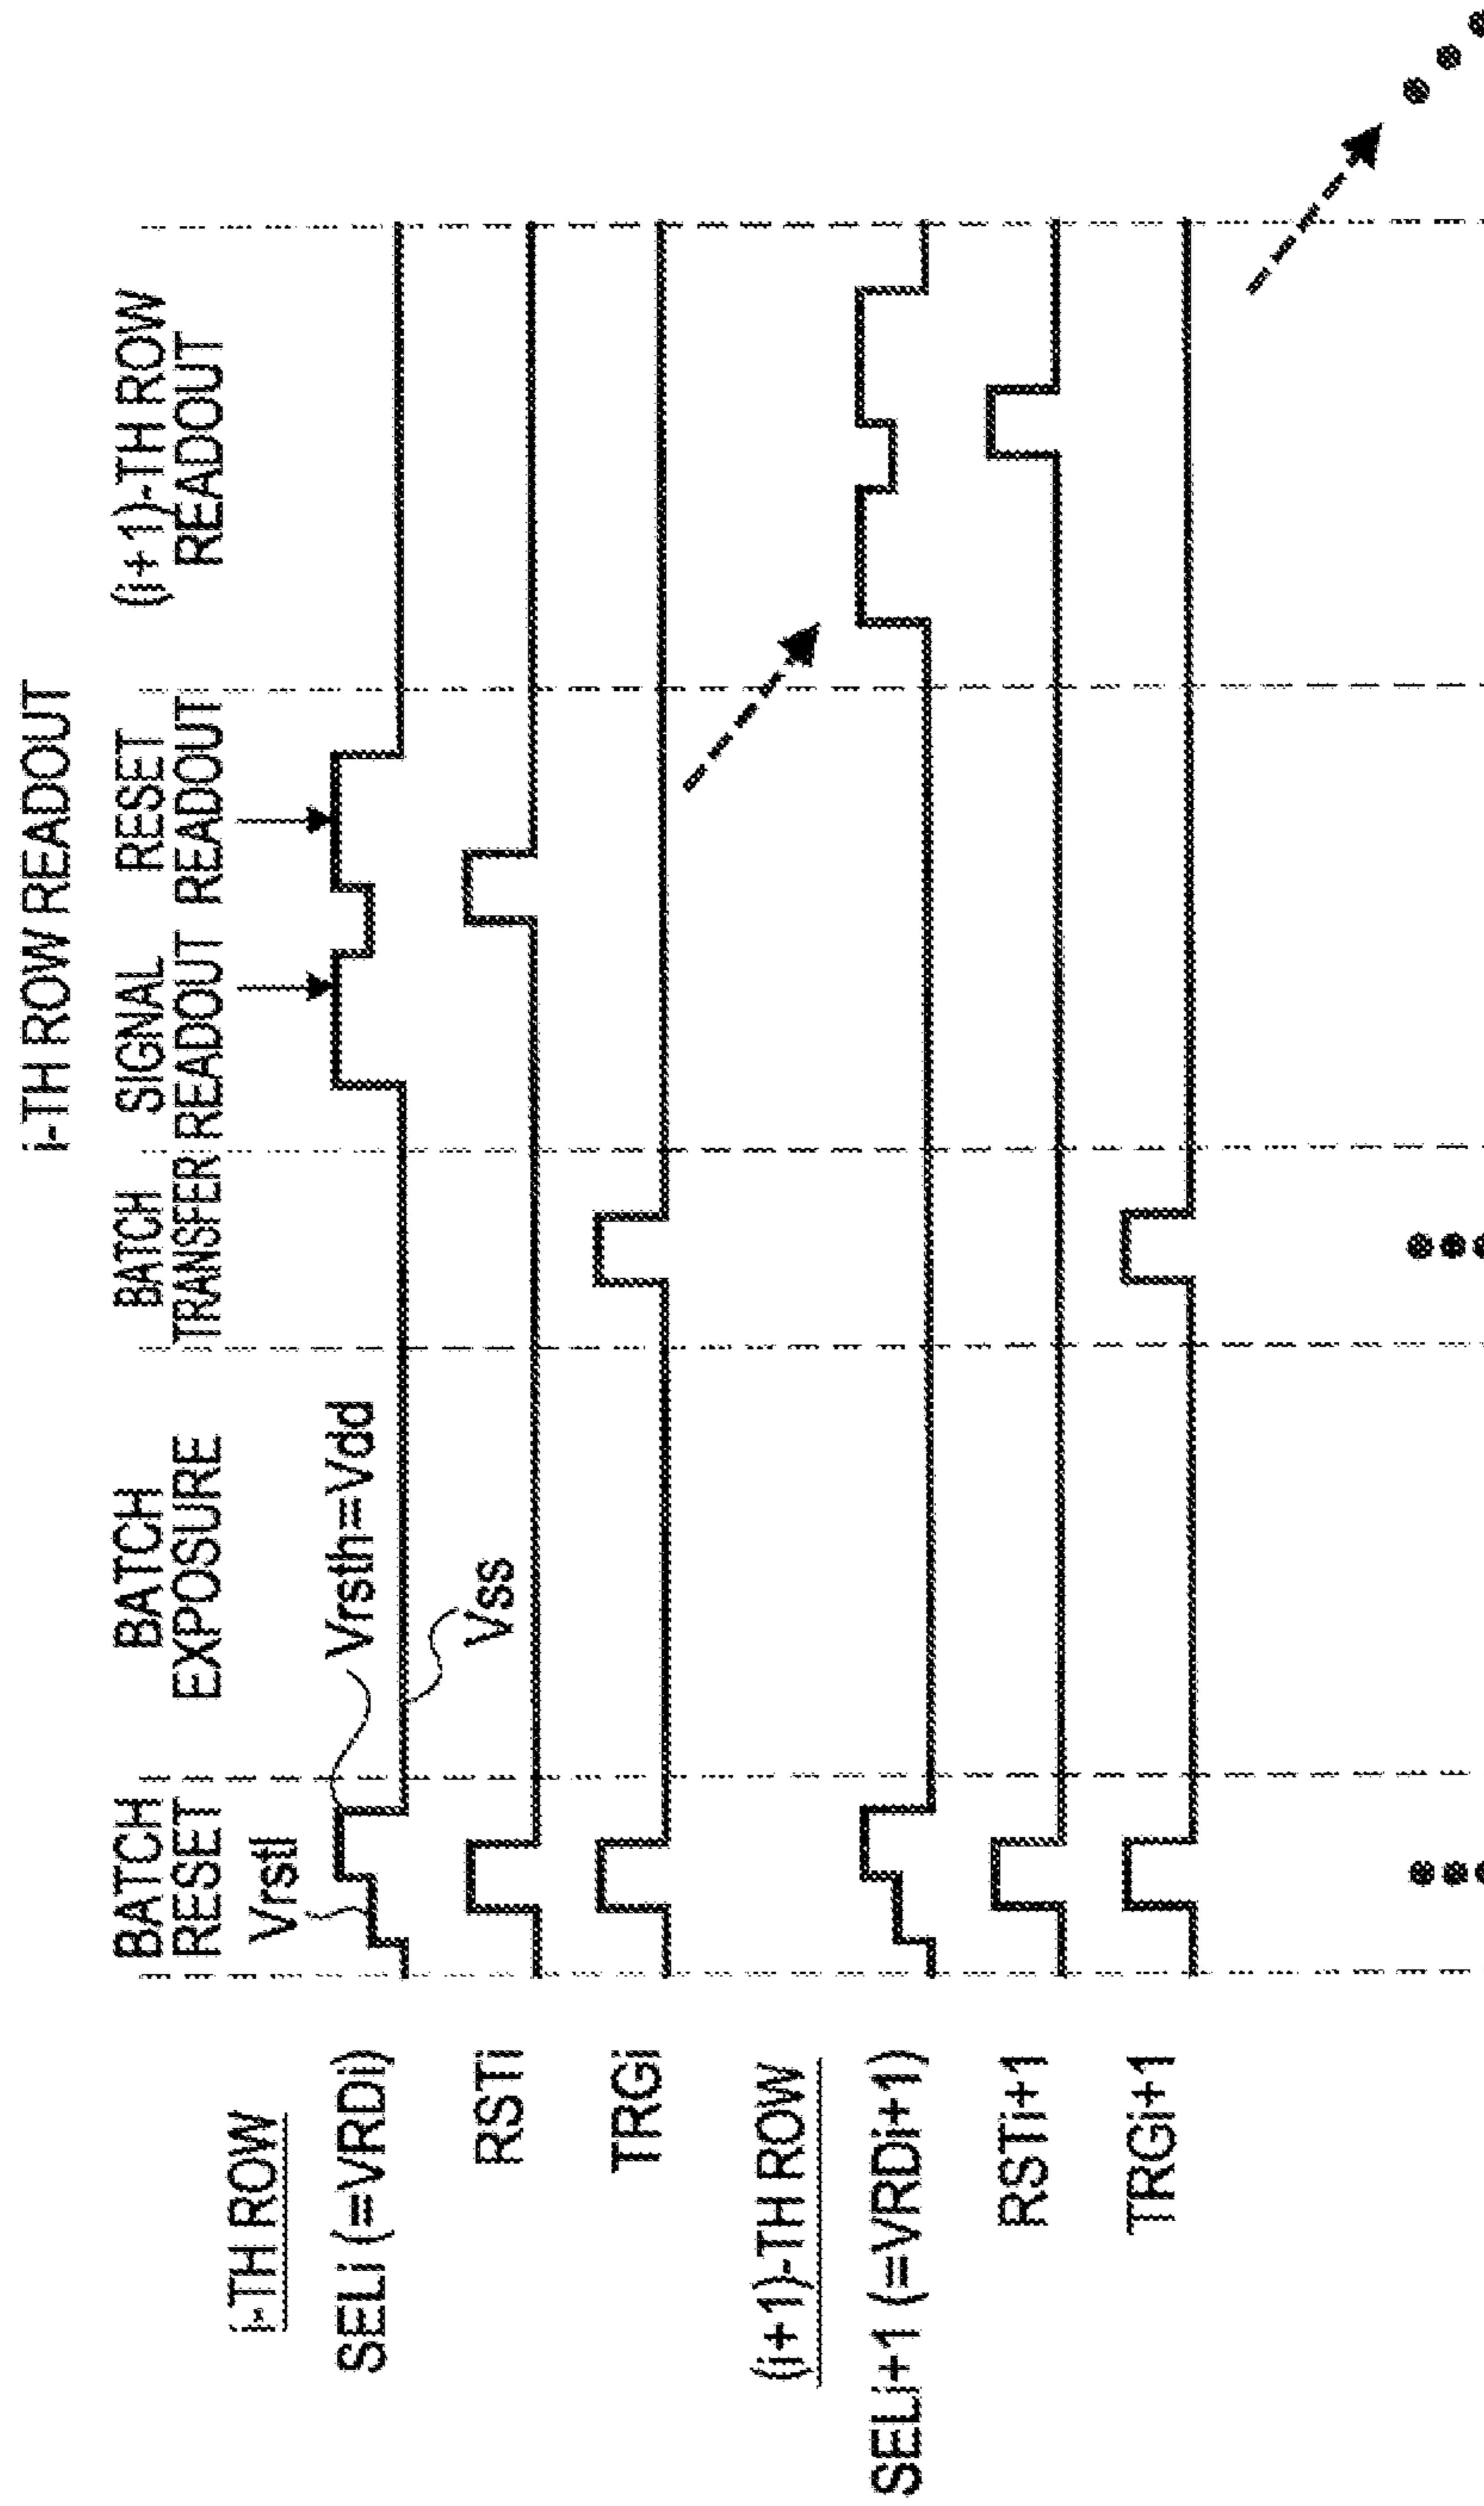 i-TH ROW READOUT
BATCH RESET
BATCH EXPOSURE
BATCH TRANSFER
SIGNAL READOUT
RESET READOUT
(i+1)-TH ROW READOUT
Vrstl
Vrsth=Vdd
Vss
i-TH ROW
SELi (=VRDi)
RSTi
TRGi
(i+1)-TH ROW
SELi+1 (=VRDi+1)
RSTi+1
TRGi+1